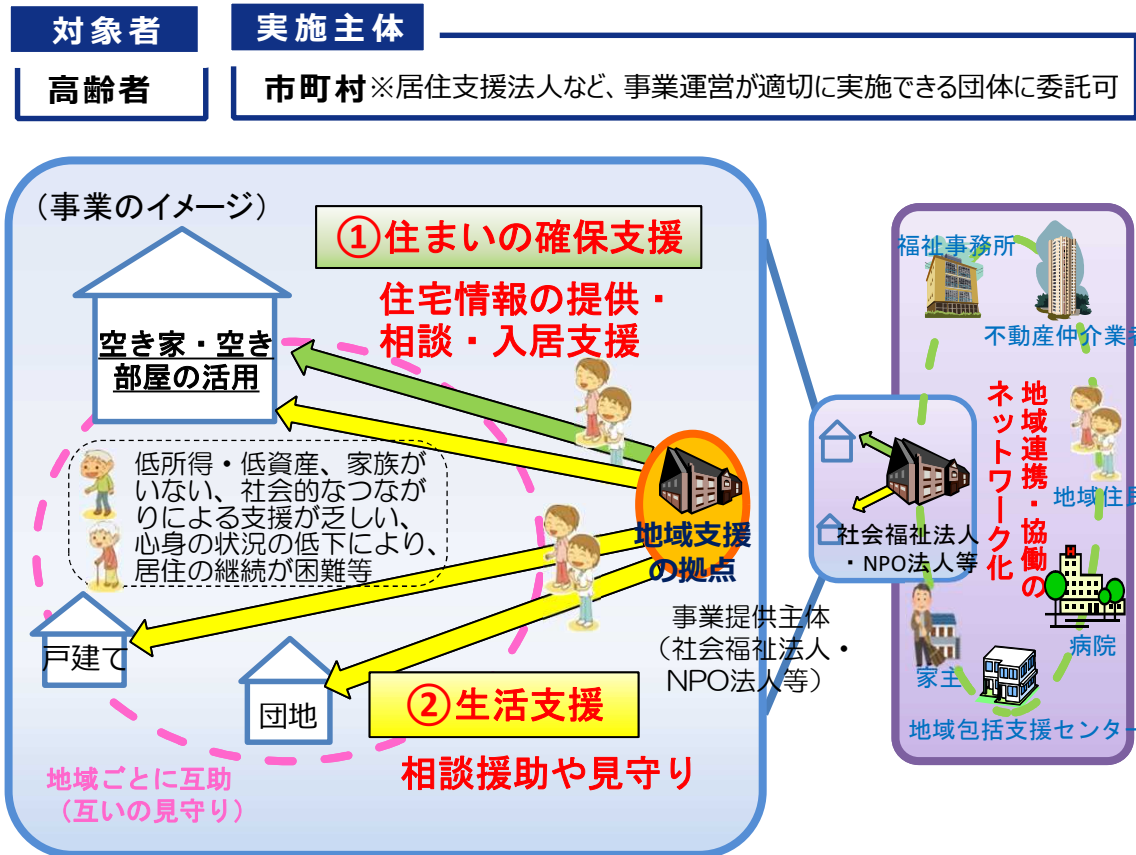 対象者
実施主体
高齢者
市町村※居住支援法人など、事業運営が適切に実施できる団体に委託可
（事業のイメージ）
①住まいの確保支援
住宅情報の提供・
相談・入居支援
空き家・空き
部屋の活用
低所得・低資産、家族が
いない、社会的なつなが
りによる支援が乏しい、
心身の状況の低下により、
居住の継続が困難等
地域支援
の拠点
事業提供主体
（社会福祉法人・
NPO法人等）
戸建て
団地
②生活支援
相談援助や見守り
地域ごとに互助
（互いの見守り）
福祉事務所
不動産仲介業者
地域連携・協働の
ネットワーク化
地域住民
社会福祉法人
・NPO法人等
H
病院
家主
地域包括支援センター